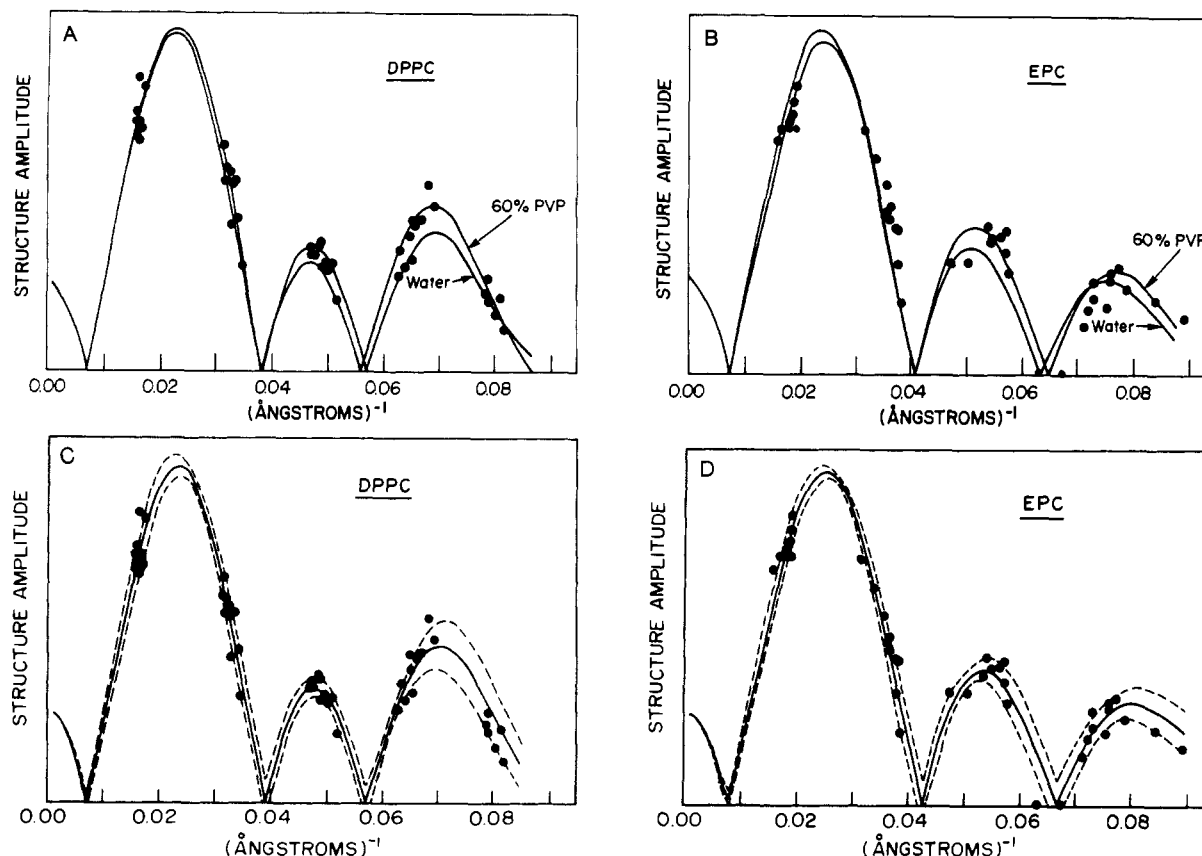 A
DPPC
STRUCTURE AMPLITUDE
60% PVP
Water
0.00 0.02 0.04 0.06 0.08
(ÅNGSTROMS)⁻¹
B
EPC
STRUCTURE AMPLITUDE
60% PVP
Water
0.00 0.02 0.04 0.06 0.08
(ÅNGSTROMS)⁻¹
C
DPPC
STRUCTURE AMPLITUDE
0.00 0.02 0.04 0.06 0.08
(ÅNGSTROMS)⁻¹
D
EPC
STRUCTURE AMPLITUDE
0.00 0.02 0.04 0.06 0.08
(ÅNGSTROMS)⁻¹